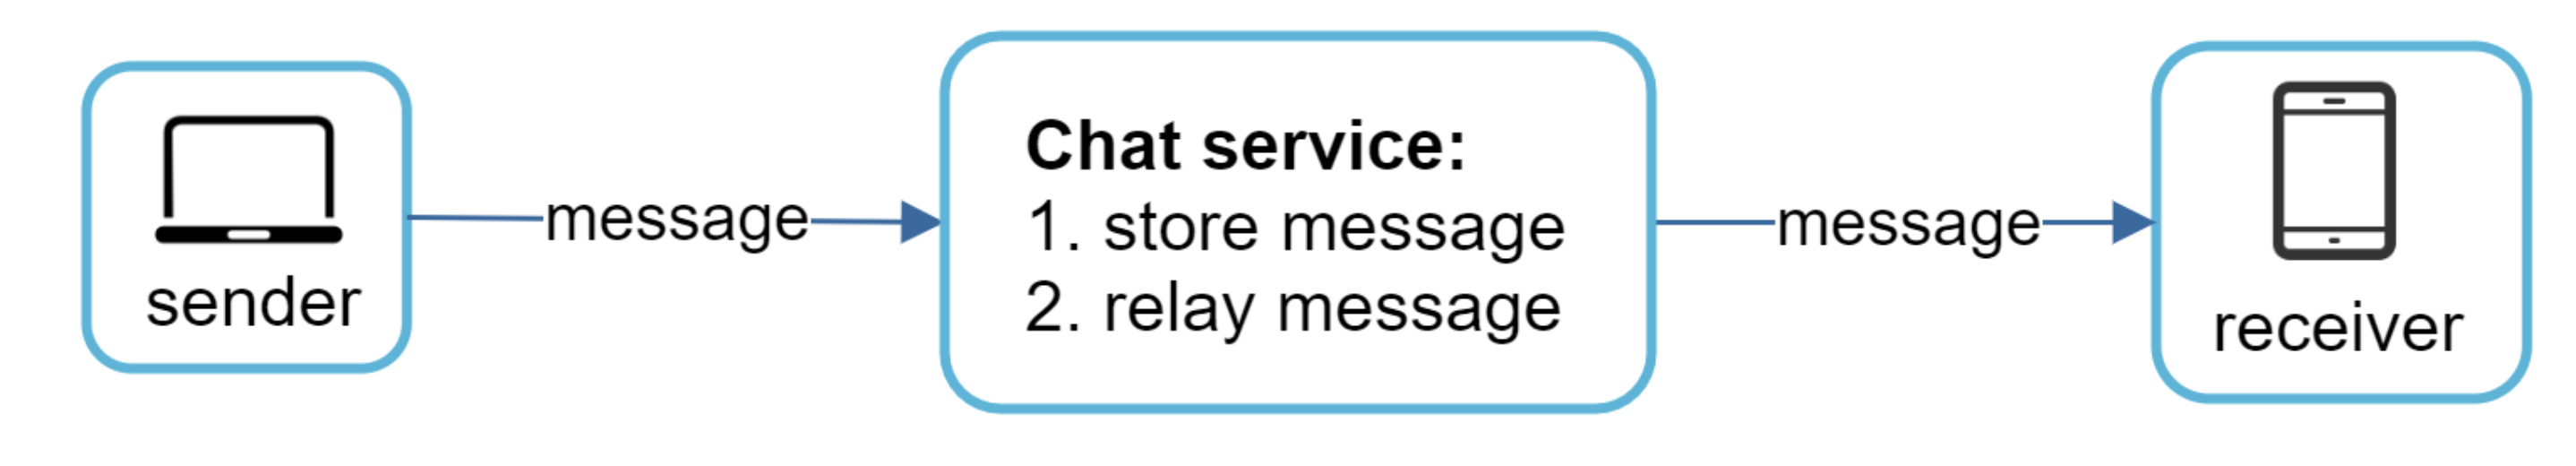 sender
message
Chat service:
1. store message
2. relay message
message
receiver